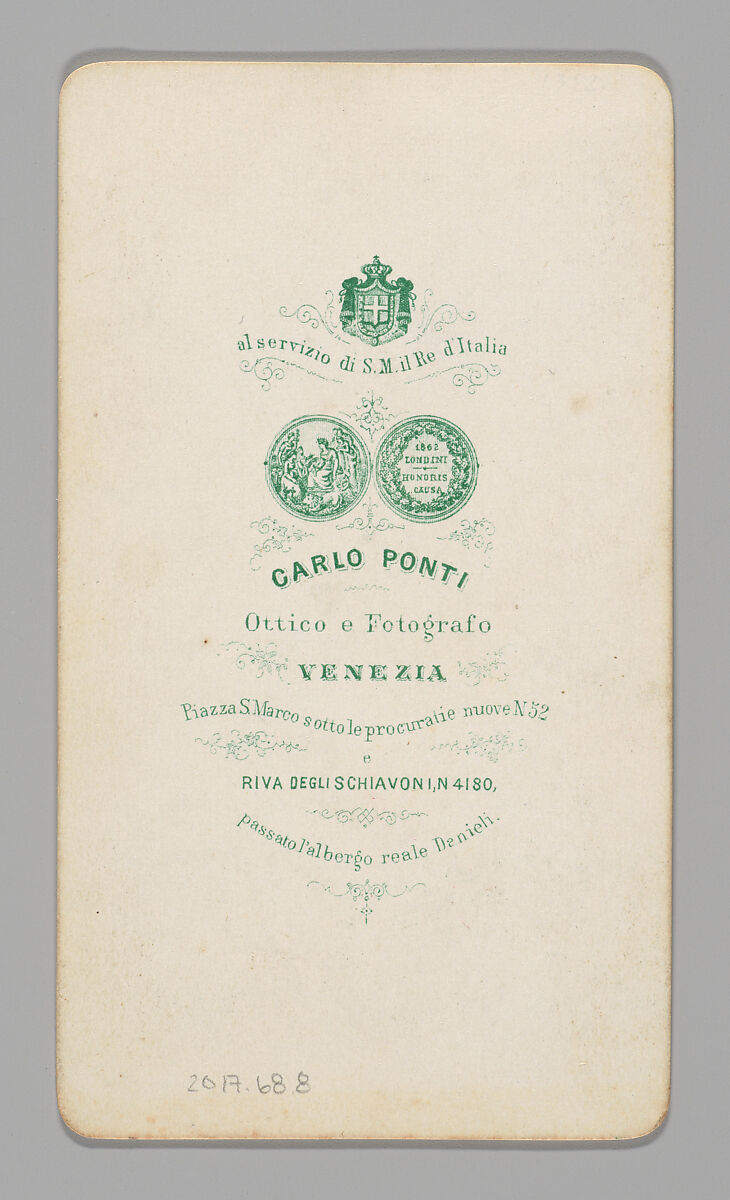 al servizio di S. M. il Re d'Italia
1862
LONDINI
HONORIS
CAUSA
CARLO PONTI
Ottico e Fotografo
VENEZIA
Piazza S. Marco sotto le procuratie nuove N 52
e
RIVA DEGLI SCHIAVONI, N 4180,
passato l'albergo reale Danieli.
2017.68.8